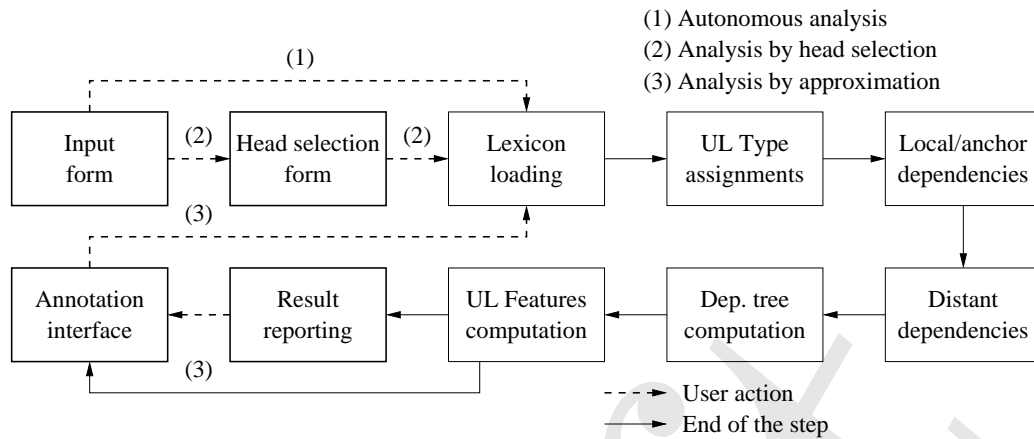 (1) Autonomous analysis
(2) Analysis by head selection
(3) Analysis by approximation
(1)
Input
form
(2)
Head selection
form
(2)
Lexicon
loading
UL Type
assignments
Local/anchor
dependencies
(3)
Annotation
interface
Result
reporting
UL Features
computation
Dep. tree
computation
Distant
dependencies
(3)
User action
End of the step